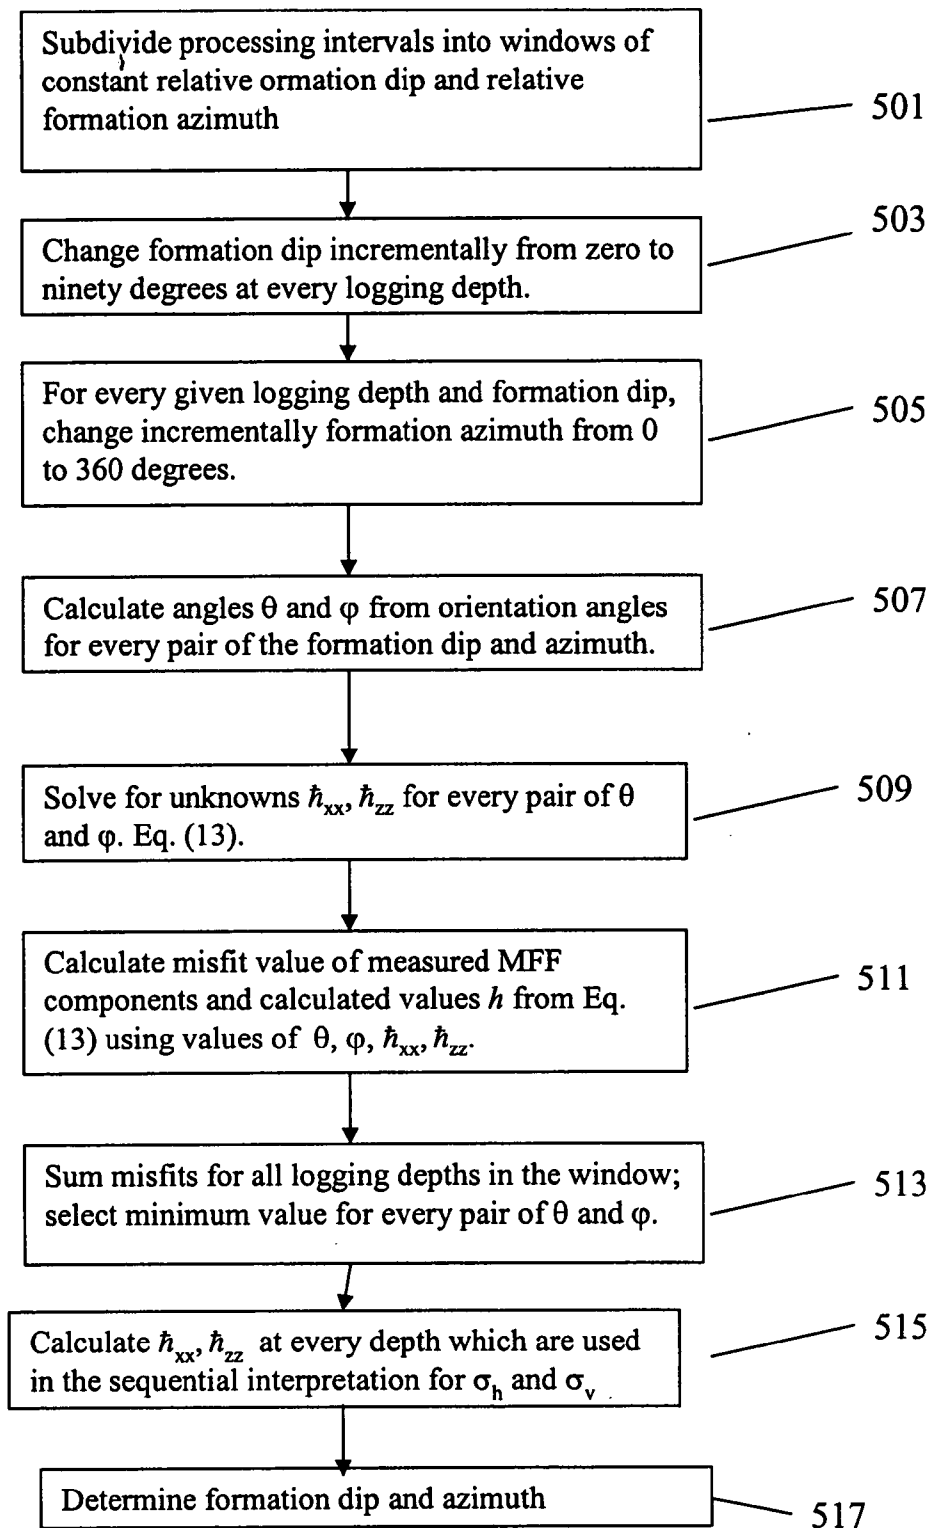 Subdivide processing intervals into windows of
constant relative ormation dip and relative
formation azimuth
501
Change formation dip incrementally from zero to
ninety degrees at every logging depth.
503
For every given logging depth and formation dip,
change incrementally formation azimuth from 0
to 360 degrees.
505
Calculate angles θ and φ from orientation angles
for every pair of the formation dip and azimuth.
507
Solve for unknowns ħxx, ħzz for every pair of θ
and φ. Eq. (13).
509
Calculate misfit value of measured MFF
components and calculated values h from Eq.
(13) using values of θ, φ, ħxx, ħzz.
511
Sum misfits for all logging depths in the window;
select minimum value for every pair of θ and φ.
513
Calculate ħxx, ħzz at every depth which are used
in the sequential interpretation for σh and σv
515
Determine formation dip and azimuth
517